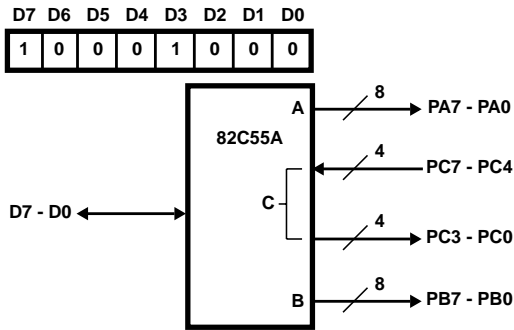 D7 D6 D5 D4 D3 D2 D1 D0
1 0 0 0 1 0 0 0
A 8 PA7 - PA0
82C55A
4 PC7 - PC4
D7 - D0 C
4 PC3 - PC0
B 8 PB7 - PB0